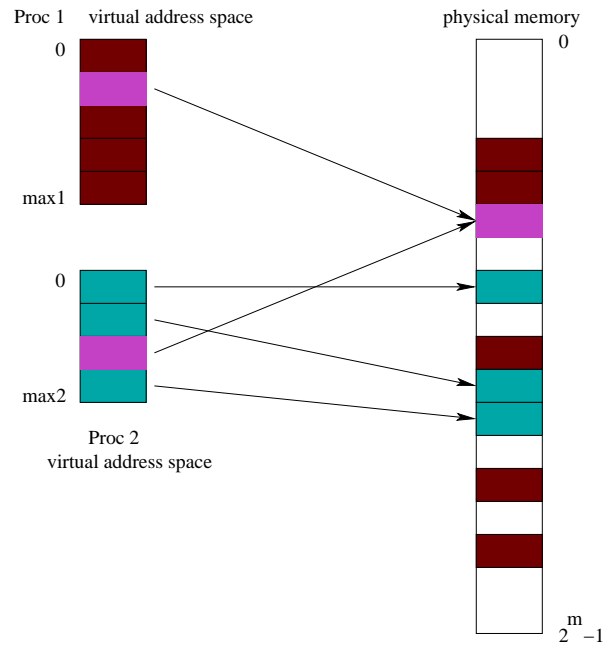 Proc 1 virtual address space
physical memory
0
0
max1
0
max2
Proc 2
virtual address space
2^m −1